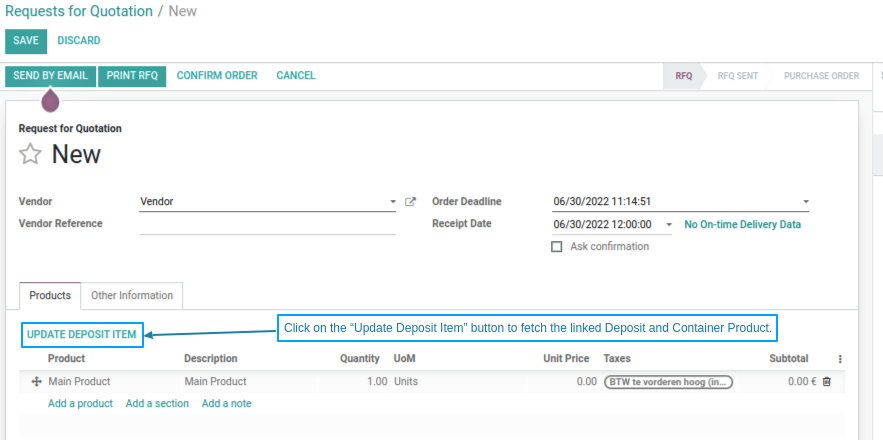 Requests for Quotation / New
SAVE DISCARD
SEND BY EMAIL PRINT RFQ CONFIRM ORDER CANCEL RFQ RFQ SENT PURCHASE ORDER
Request for Quotation
New
Vendor Vendor Order Deadline 06/30/2022 11:14:51
Vendor Reference Receipt Date 06/30/2022 12:00:00 No On-time Delivery Data
Ask confirmation
Products Other Information
UPDATE DEPOSIT ITEM Click on the “Update Deposit Item” button to fetch the linked Deposit and Container Product.
Product Description Quantity UoM Unit Price Taxes Subtotal
Main Product Main Product 1.00 Units 0.00 BTW te vorderen hoog (in... 0.00 €
Add a product Add a section Add a note